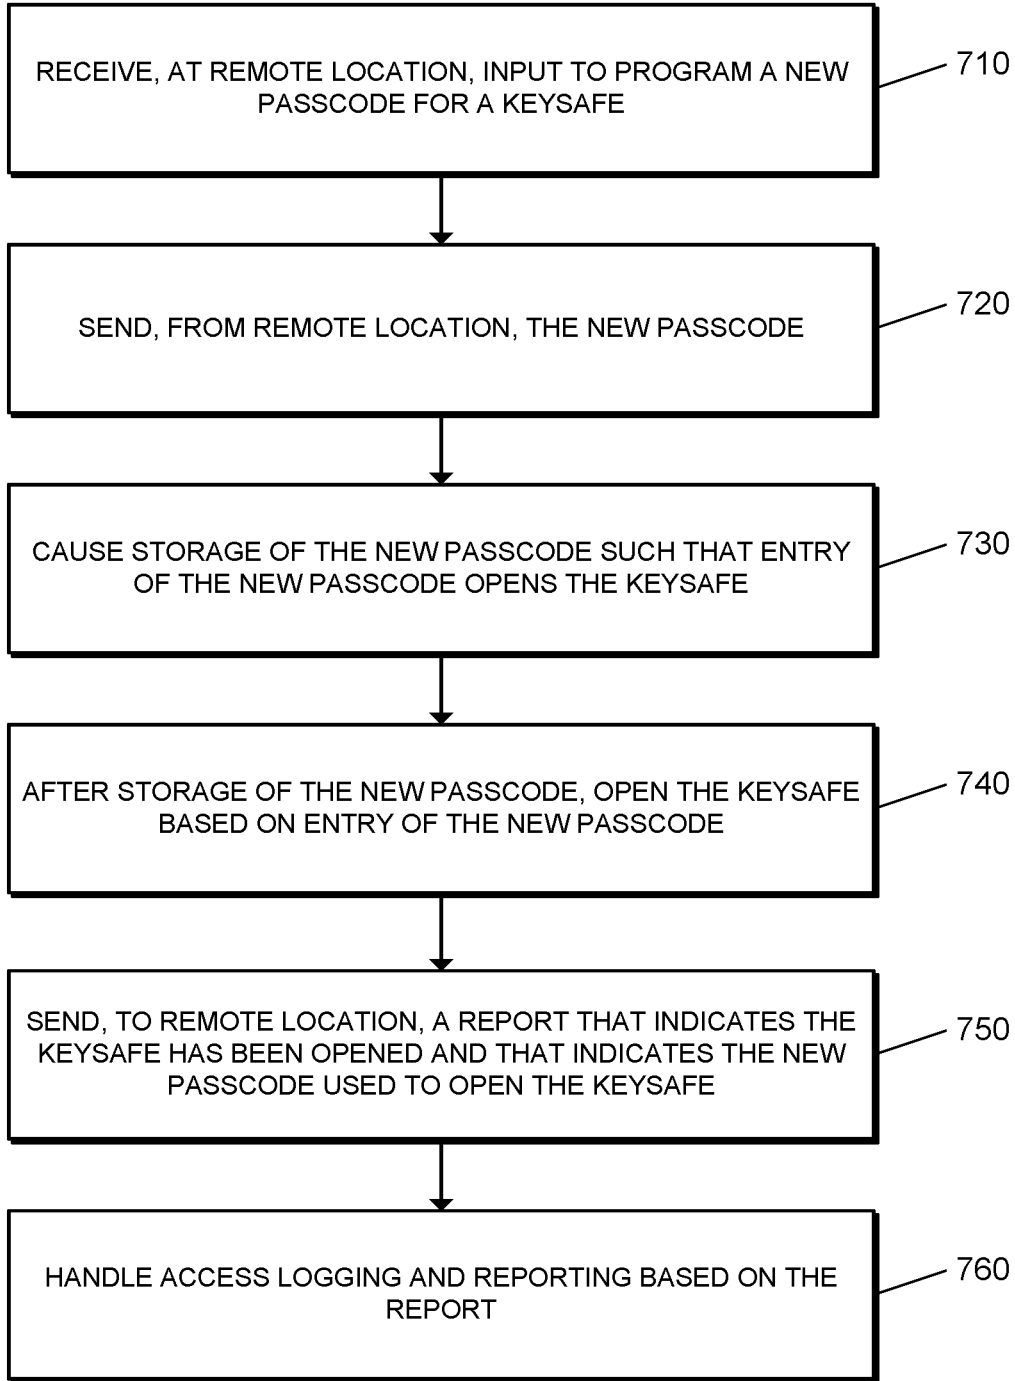 RECEIVE, AT REMOTE LOCATION, INPUT TO PROGRAM A NEW
PASSCODE FOR A KEYSAFE
710
SEND, FROM REMOTE LOCATION, THE NEW PASSCODE
720
CAUSE STORAGE OF THE NEW PASSCODE SUCH THAT ENTRY
OF THE NEW PASSCODE OPENS THE KEYSAFE
730
AFTER STORAGE OF THE NEW PASSCODE, OPEN THE KEYSAFE
BASED ON ENTRY OF THE NEW PASSCODE
740
SEND, TO REMOTE LOCATION, A REPORT THAT INDICATES THE
KEYSAFE HAS BEEN OPENED AND THAT INDICATES THE NEW
PASSCODE USED TO OPEN THE KEYSAFE
750
HANDLE ACCESS LOGGING AND REPORTING BASED ON THE
REPORT
760